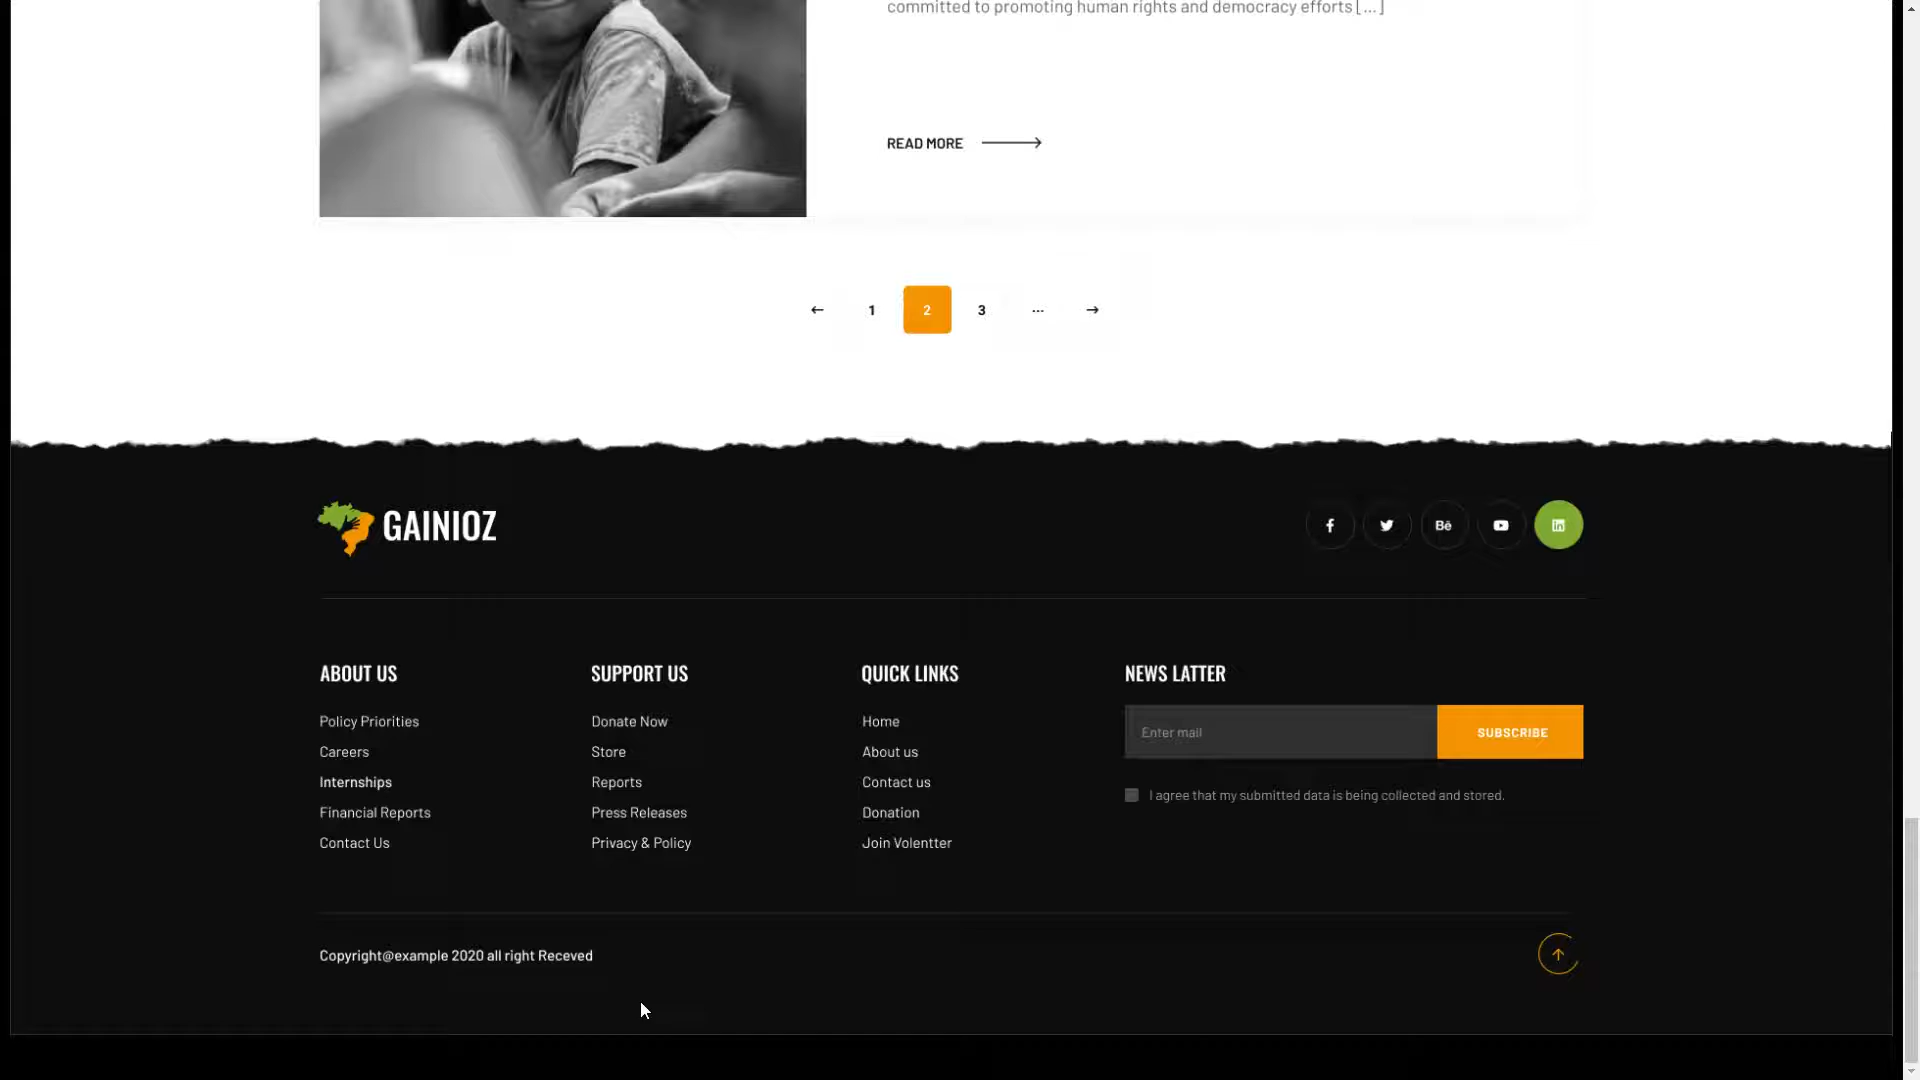 committed to promoting human rights and democracy efforts [...]
READ MORE
1 2 3 ...
GAINIOZ
Bē
ABOUT US
Policy Priorities
Careers
Internships
Financial Reports
Contact Us
SUPPORT US
Donate Now
Store
Reports
Press Releases
Privacy & Policy
QUICK LINKS
Home
About us
Contact us
Donation
Join Volentter
NEWS LATTER
Enter mail
SUBSCRIBE
I agree that my submitted data is being collected and stored.
Copyright@example 2020 all right Receved